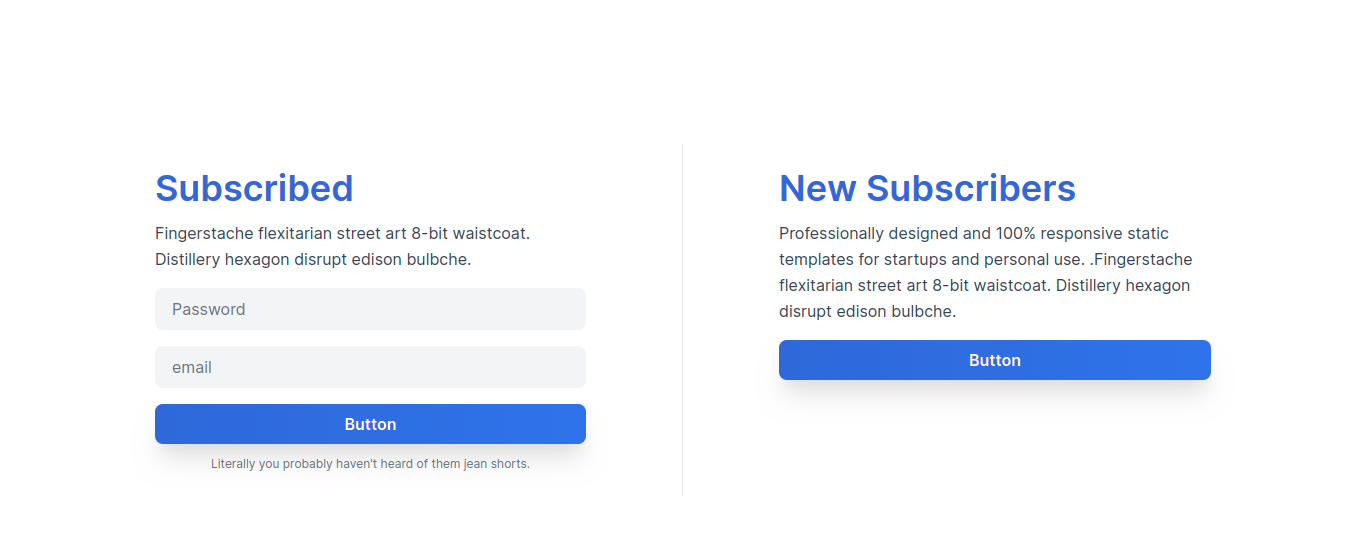 Subscribed
Fingerstache flexitarian street art 8-bit waistcoat.
Distillery hexagon disrupt edison bulbche.
Password
email
Button
Literally you probably haven't heard of them jean shorts.
New Subscribers
Professionally designed and 100% responsive static
templates for startups and personal use. .Fingerstache
flexitarian street art 8-bit waistcoat. Distillery hexagon
disrupt edison bulbche.
Button